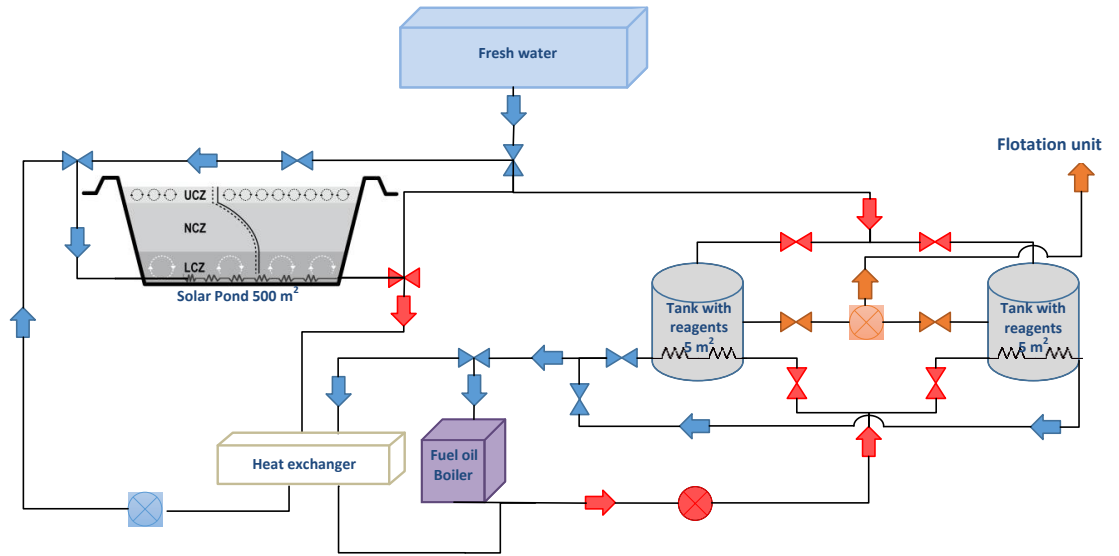 Fresh water
Flotation unit
UCZ
NCZ
LCZ
Solar Pond 500 m²
Tank with
reagents
5 m²
Tank with
reagents
5 m²
Heat exchanger
Fuel oil
Boiler